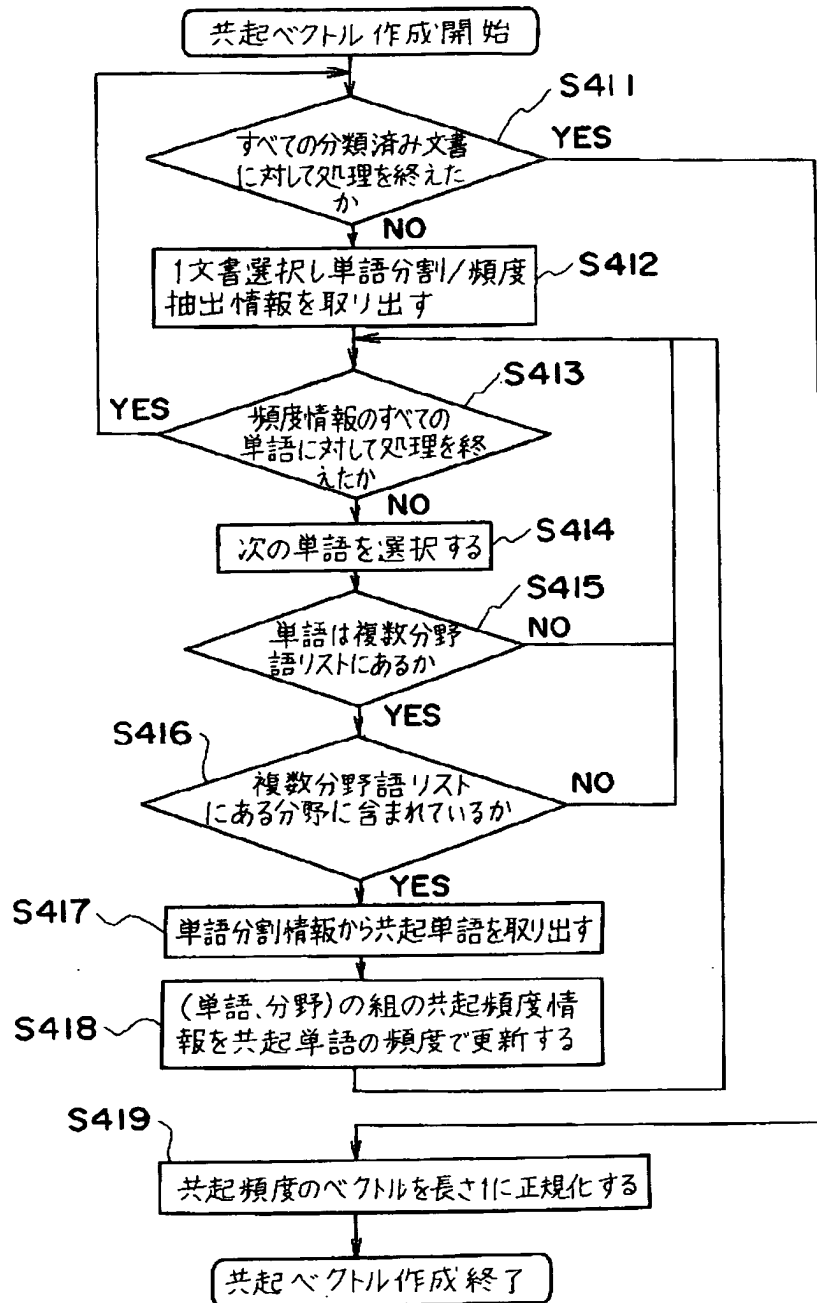 共起ベクトル作成開始
S411
すべての分類済み文書
に対して処理を終えた
か
YES
NO
1文書選択し単語分割/頻度
抽出情報を取り出す
S412
S413
YES
頻度情報のすべての
単語に対して処理を終
えたか
NO
次の単語を選択する
S414
S415
単語は複数分野
語リストにあるか
NO
YES
S416
複数分野語リスト
にある分野に含まれているか
NO
YES
S417
単語分割情報から共起単語を取り出す
S418
(単語、分野)の組の共起頻度情
報を共起単語の頻度で更新する
S419
共起頻度のベクトルを長さ1に正規化する
共起ベクトル作成終了